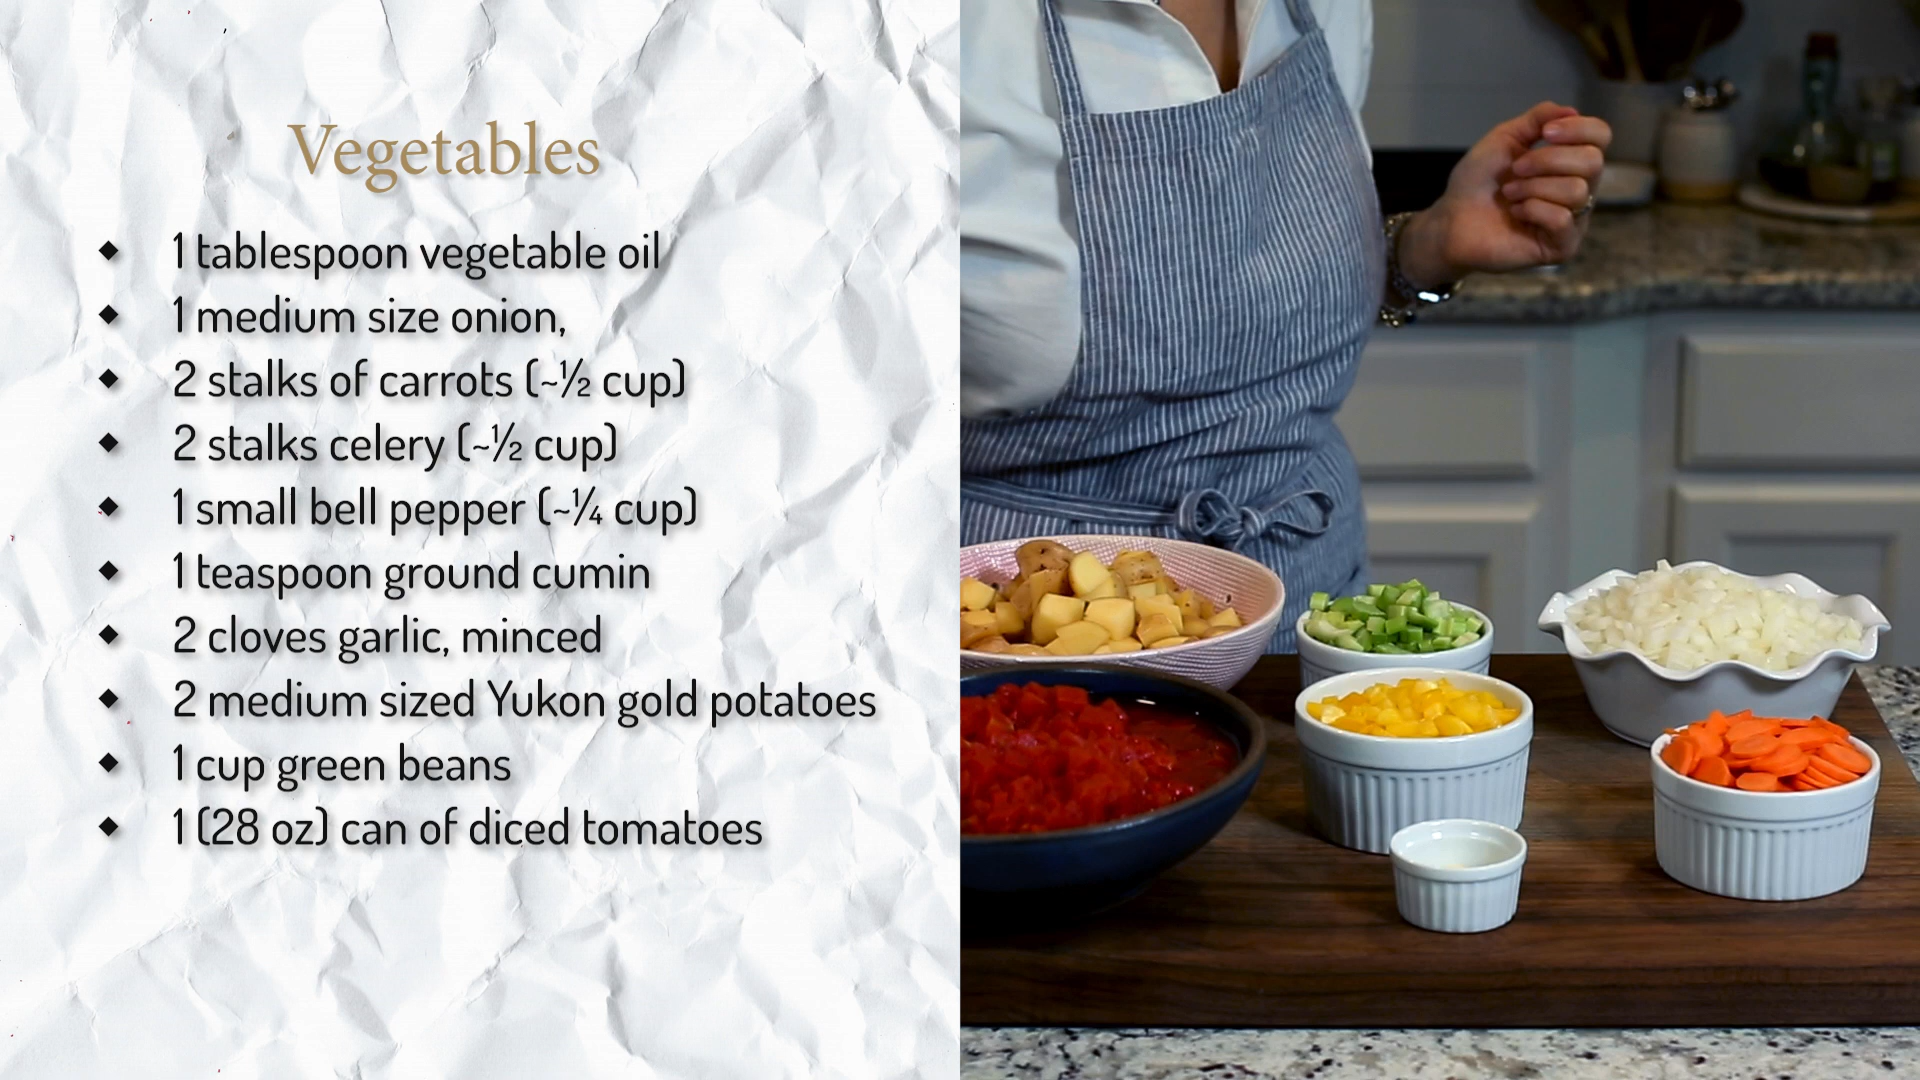 Vegetables
◆ 1 tablespoon vegetable oil
◆ 1 medium size onion,
◆ 2 stalks of carrots (~½ cup)
◆ 2 stalks celery (~½ cup)
◆ 1 small bell pepper (~¼ cup)
◆ 1 teaspoon ground cumin
◆ 2 cloves garlic, minced
◆ 2 medium sized Yukon gold potatoes
◆ 1 cup green beans
◆ 1 (28 oz) can of diced tomatoes